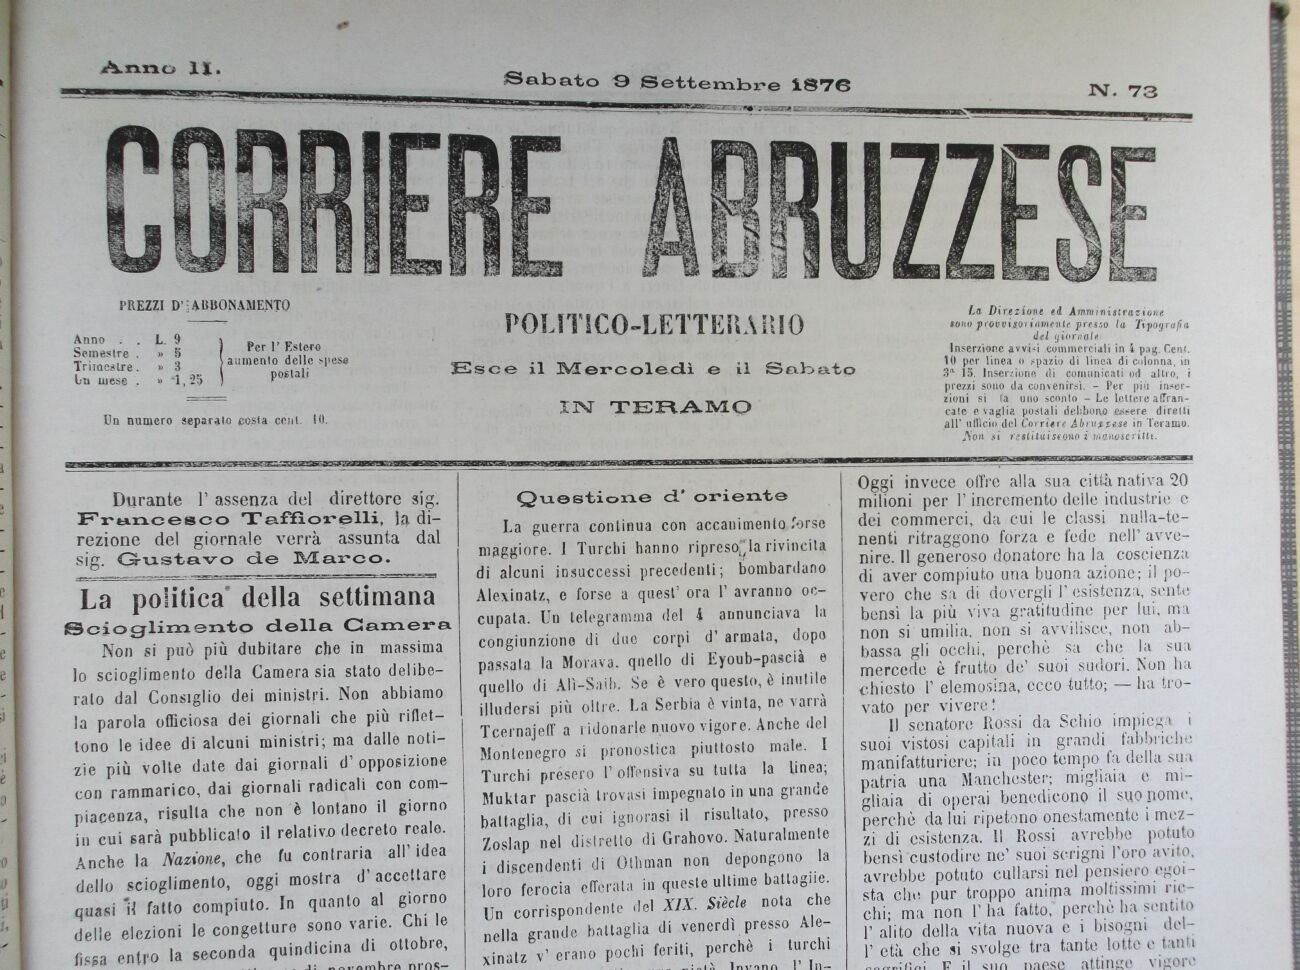 Anno II.
Sabato 9 Settembre 1876
N. 73
CORRIERE ABRUZZESE
PREZZI D' ABBONAMENTO
Anno . . L. 9
Semestre . » 5
Trimestre . » 3
Un mese . » 1, 25
Per l' Estero
aumento delle spese
postali
Un numero separato costa cent. 10.
POLITICO-LETTERARIO
Esce il Mercoledì e il Sabato
IN TERAMO
La Direzione ed Amministrazione
sono provvisoriamente presso la Tipografia
del giornale
Inserzione avvisi commerciali in 4 pag. Cent.
10 per linea o spazio di linea di colonna, in
3ª 15. Inserzione di comunicati od altro, i
prezzi sono da convenirsi. – Per più inser-
zioni si fa uno sconto – Le lettere affran-
cate e vaglia postali debbono essere diretti
all' ufficio del Corriere Abruzzese in Teramo.
Non si restituiscono i manoscritti.
Durante l' assenza del direttore sig.
Francesco Taffiorelli, la di-
rezione del giornale verrà assunta dal
sig. Gustavo de Marco.
La politica della settimana
Scioglimento della Camera
Non si può più dubitare che in massima
lo scioglimento della Camera sia stato delibe-
rato dal Consiglio dei ministri. Non abbiamo
la parola officiosa dei giornali che più riflet-
tono le idee di alcuni ministri; ma dalle noti-
zie più volte date dai giornali d' opposizione
con rammarico, dai giornali radicali con com-
piacenza, risulta che non è lontano il giorno
in cui sarà pubblicato il relativo decreto reale.
Anche la Nazione, che fu contraria all' idea
dello scioglimento, oggi mostra d' accettare
quasi il fatto compiuto. In quanto al giorno
delle elezioni le congetture sono varie. Chi le
fissa entro la seconda quindicina di ottobre,
di novembre pros-
Questione d' oriente
La guerra continua con accanimento forse
maggiore. I Turchi hanno ripreso la rivincita
di alcuni insuccessi precedenti; bombardano
Alexinatz, e forse a quest' ora l' avranno oc-
cupata. Un telegramma del 4 annunciava la
congiunzione di due corpi d' armata, dopo
passata la Morava. quello di Eyoub-pascià e
quello di Alì-Saib. Se è vero questo, è inutile
illudersi più oltre. La Serbia è vinta, ne varrà
Tcernajeff a ridonarle nuovo vigore. Anche del
Montenegro si pronostica piuttosto male. I
Turchi presero l' offensiva su tutta la linea;
Muktar pascià trovasi impegnato in una grande
battaglia, di cui ignorasi il risultato, presso
Zoslap nel distretto di Grahovo. Naturalmente
i discendenti di Othman non depongono la
loro ferocia efferata in queste ultime battaglie.
Un corrispondente del XIX. Siècle nota che
nella grande battaglia di venerdì presso Ale-
xinatz v' erano pochi feriti, perchè i turchi
Invano l' In-
Oggi invece offre alla sua città nativa 20
milioni per l' incremento delle industrie e
dei commerci, da cui le classi nulla-te-
nenti ritraggono forza e fede nell' avve-
nire. Il generoso donatore ha la coscienza
di aver compiuto una buona azione; il po-
vero che sa di dovergli l' esistenza, sente
bensì la più viva gratitudine per lui, ma
non si umilia, non si avvilisce, non ab-
bassa gli occhi, perchè sa che la sua
mercede è frutto de' suoi sudori. Non ha
chiesto l' elemosina, ecco tutto; — ha tro-
vato per vivere!
Il senatore Rossi da Schio impiega i
suoi vistosi capitali in grandi fabbriche
manifatturiere; in poco tempo fa della sua
patria una Manchester; migliaia e mi-
gliaia di operai benedicono il suo nome,
perchè da lui ripetono onestamente i mez-
zi di esistenza. Il Rossi avrebbe potuto
bensì custodire ne' suoi scrigni l'oro avito,
avrebbe potuto cullarsi nel pensiero egoi-
sta che pur troppo anima moltissimi ric-
chi; ma non l' ha fatto, perchè ha sentito
l' alito della vita nuova e i bisogni del-
l' età che si svolge tra tante lotte e tanti
sacrifici. E il suo paese attinge vigore